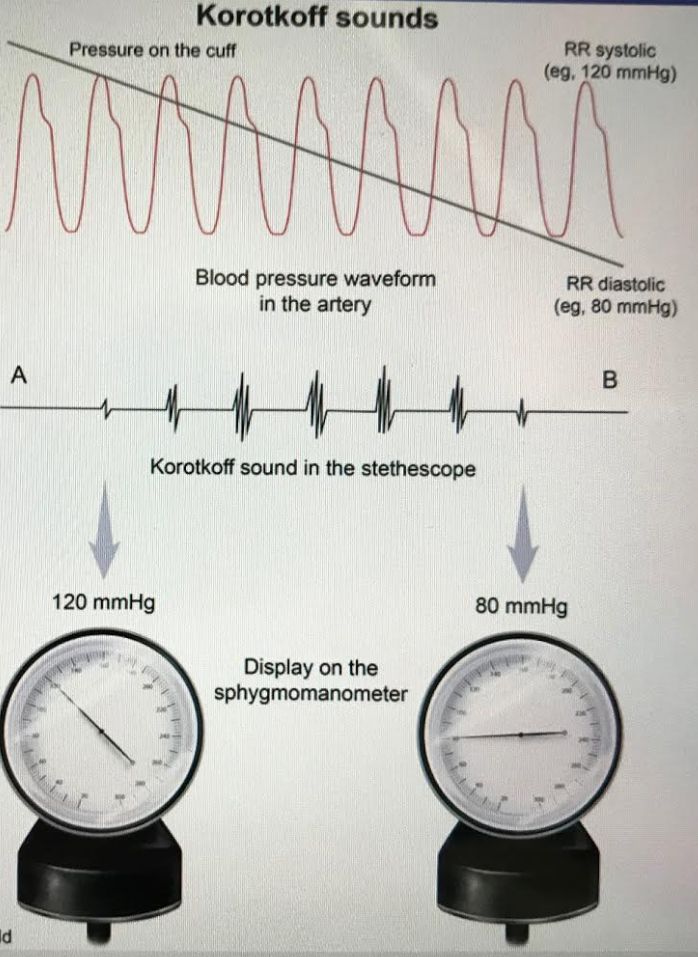 Korotkoff sounds
Pressure on the cuff
RR systolic
(eg, 120 mmHg)
Blood pressure waveform
in the artery
RR diastolic
(eg, 80 mmHg)
A
B
Korotkoff sound in the stethescope
120 mmHg
80 mmHg
Display on the
sphygmomanometer
ld